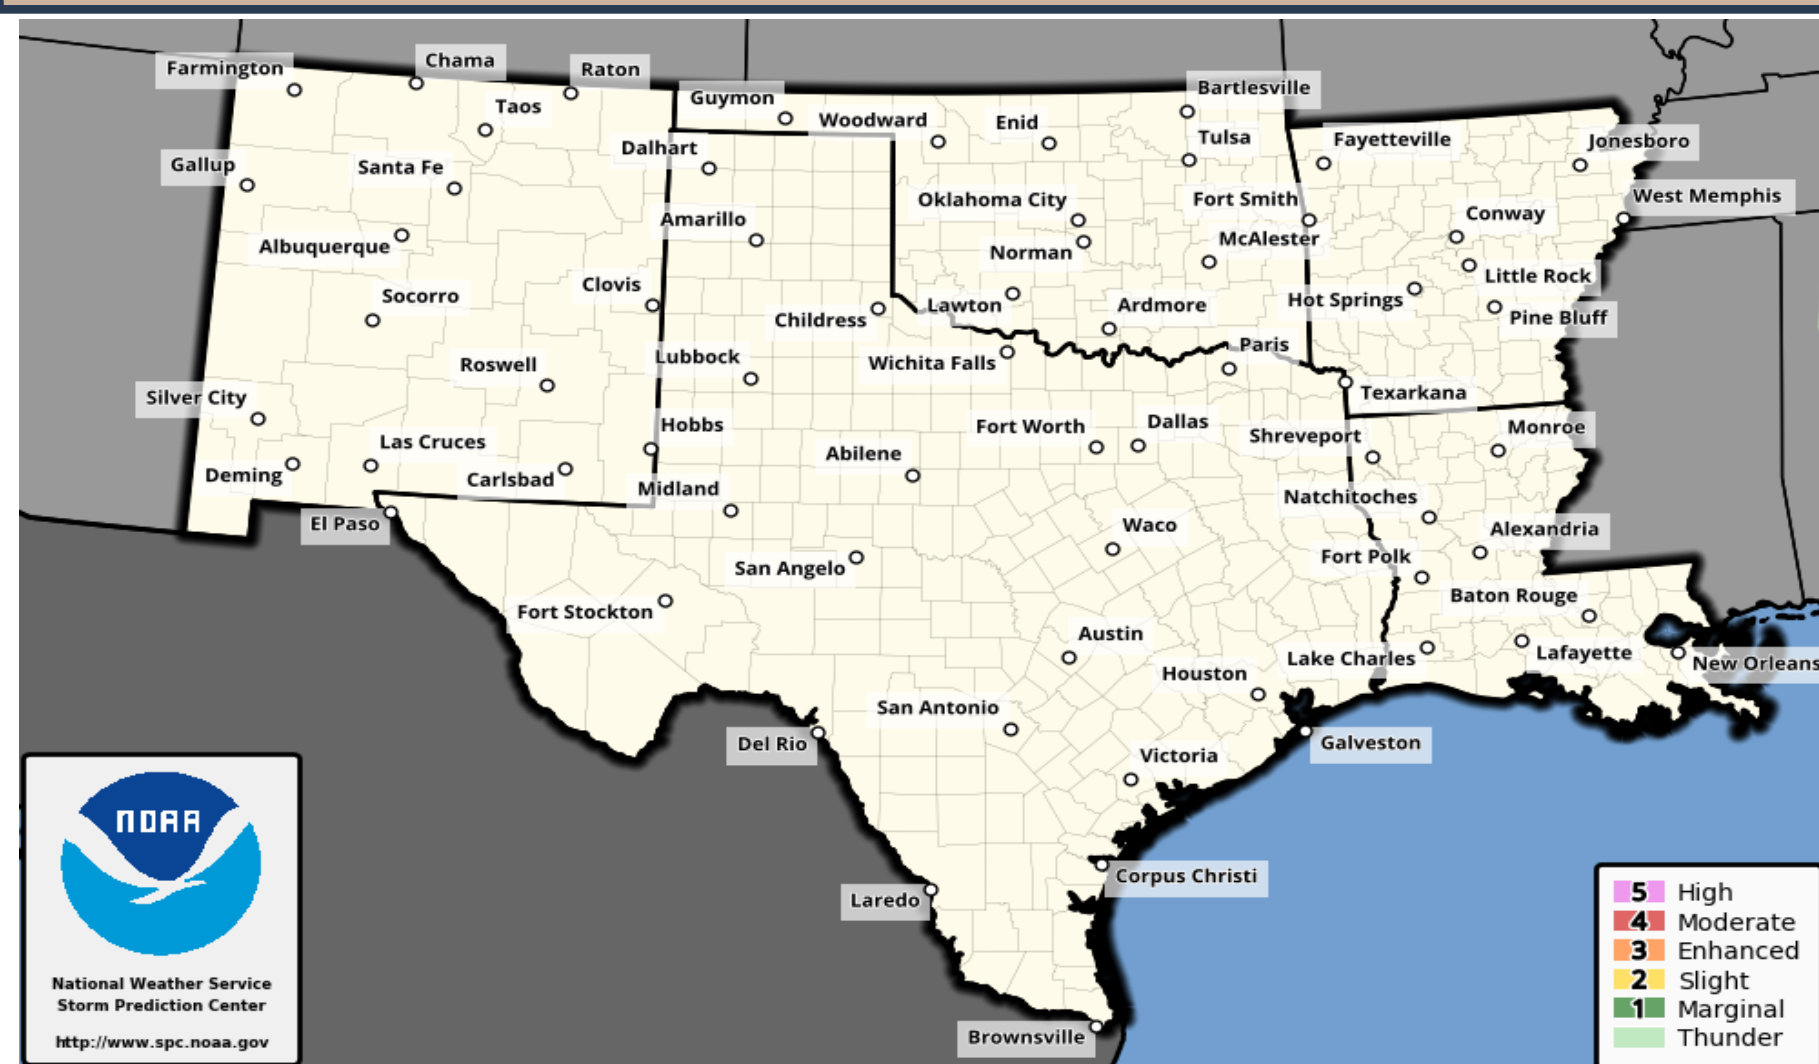 Farmington
Chama
Raton
Taos
Guymon
Woodward
Enid
Bartlesville
Tulsa
Fayetteville
Jonesboro
Gallup
Santa Fe
Dalhart
Oklahoma City
Fort Smith
West Memphis
Albuquerque
Amarillo
Norman
McAlester
Conway
Socorro
Clovis
Childress
Lawton
Ardmore
Hot Springs
Little Rock
Pine Bluff
Roswell
Lubbock
Wichita Falls
Paris
Texarkana
Silver City
Las Cruces
Hobbs
Abilene
Fort Worth
Dallas
Shreveport
Monroe
Deming
Carlsbad
Midland
Natchitoches
El Paso
San Angelo
Waco
Alexandria
Fort Polk
Fort Stockton
Austin
Baton Rouge
Houston
Lake Charles
Lafayette
New Orleans
Del Rio
San Antonio
Victoria
Galveston
Laredo
Corpus Christi
Brownsville
NOAA
National Weather Service
Storm Prediction Center
http://www.spc.noaa.gov
5 High
4 Moderate
3 Enhanced
2 Slight
1 Marginal
Thunder